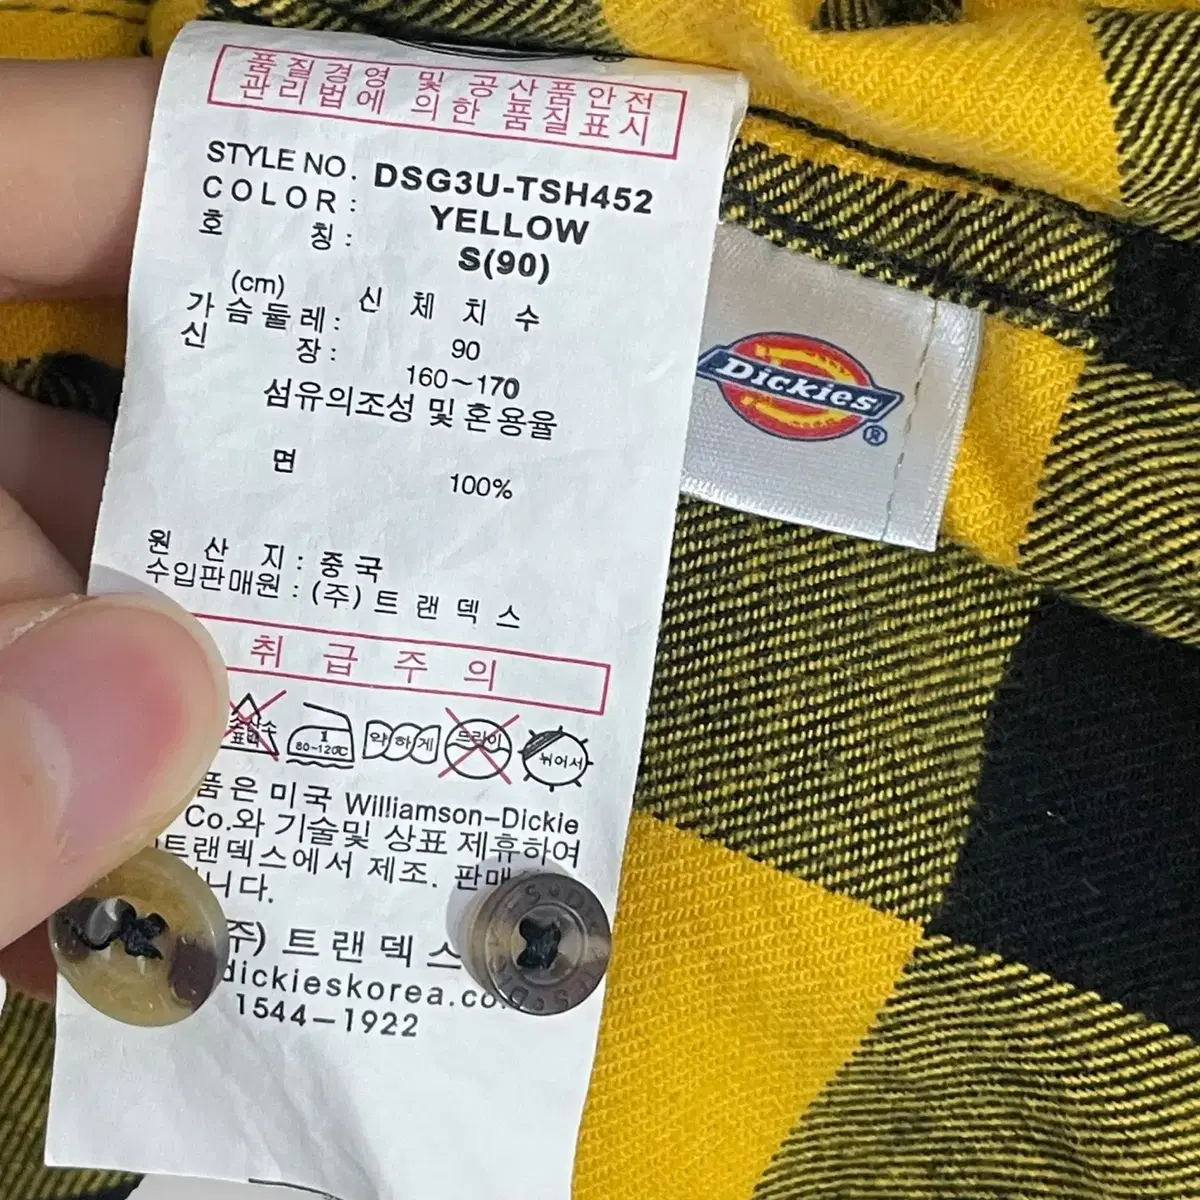 품질경영 및 공산품안전
관리법에 의한 품질표시
STYLE NO. DSG3U-TSH452
COLOR: YELLOW
호 칭: S(90)
(cm) 신 체 치 수
가슴둘레: 90
신 장: 160~170
섬유의조성 및 혼용율
면 100%
원 산 지: 중국
수입판매원: (주)트랜덱스
취 급 주 의
표백
1 80~120℃
약하게
드라이
뉘어서
품은 미국 Williamson-Dickie
Co.와 기술및 상표 제휴하여
트랜덱스에서 제조. 판매
니다.
주) 트랜덱스
dickieskorea.co
1544-1922
Dickies®